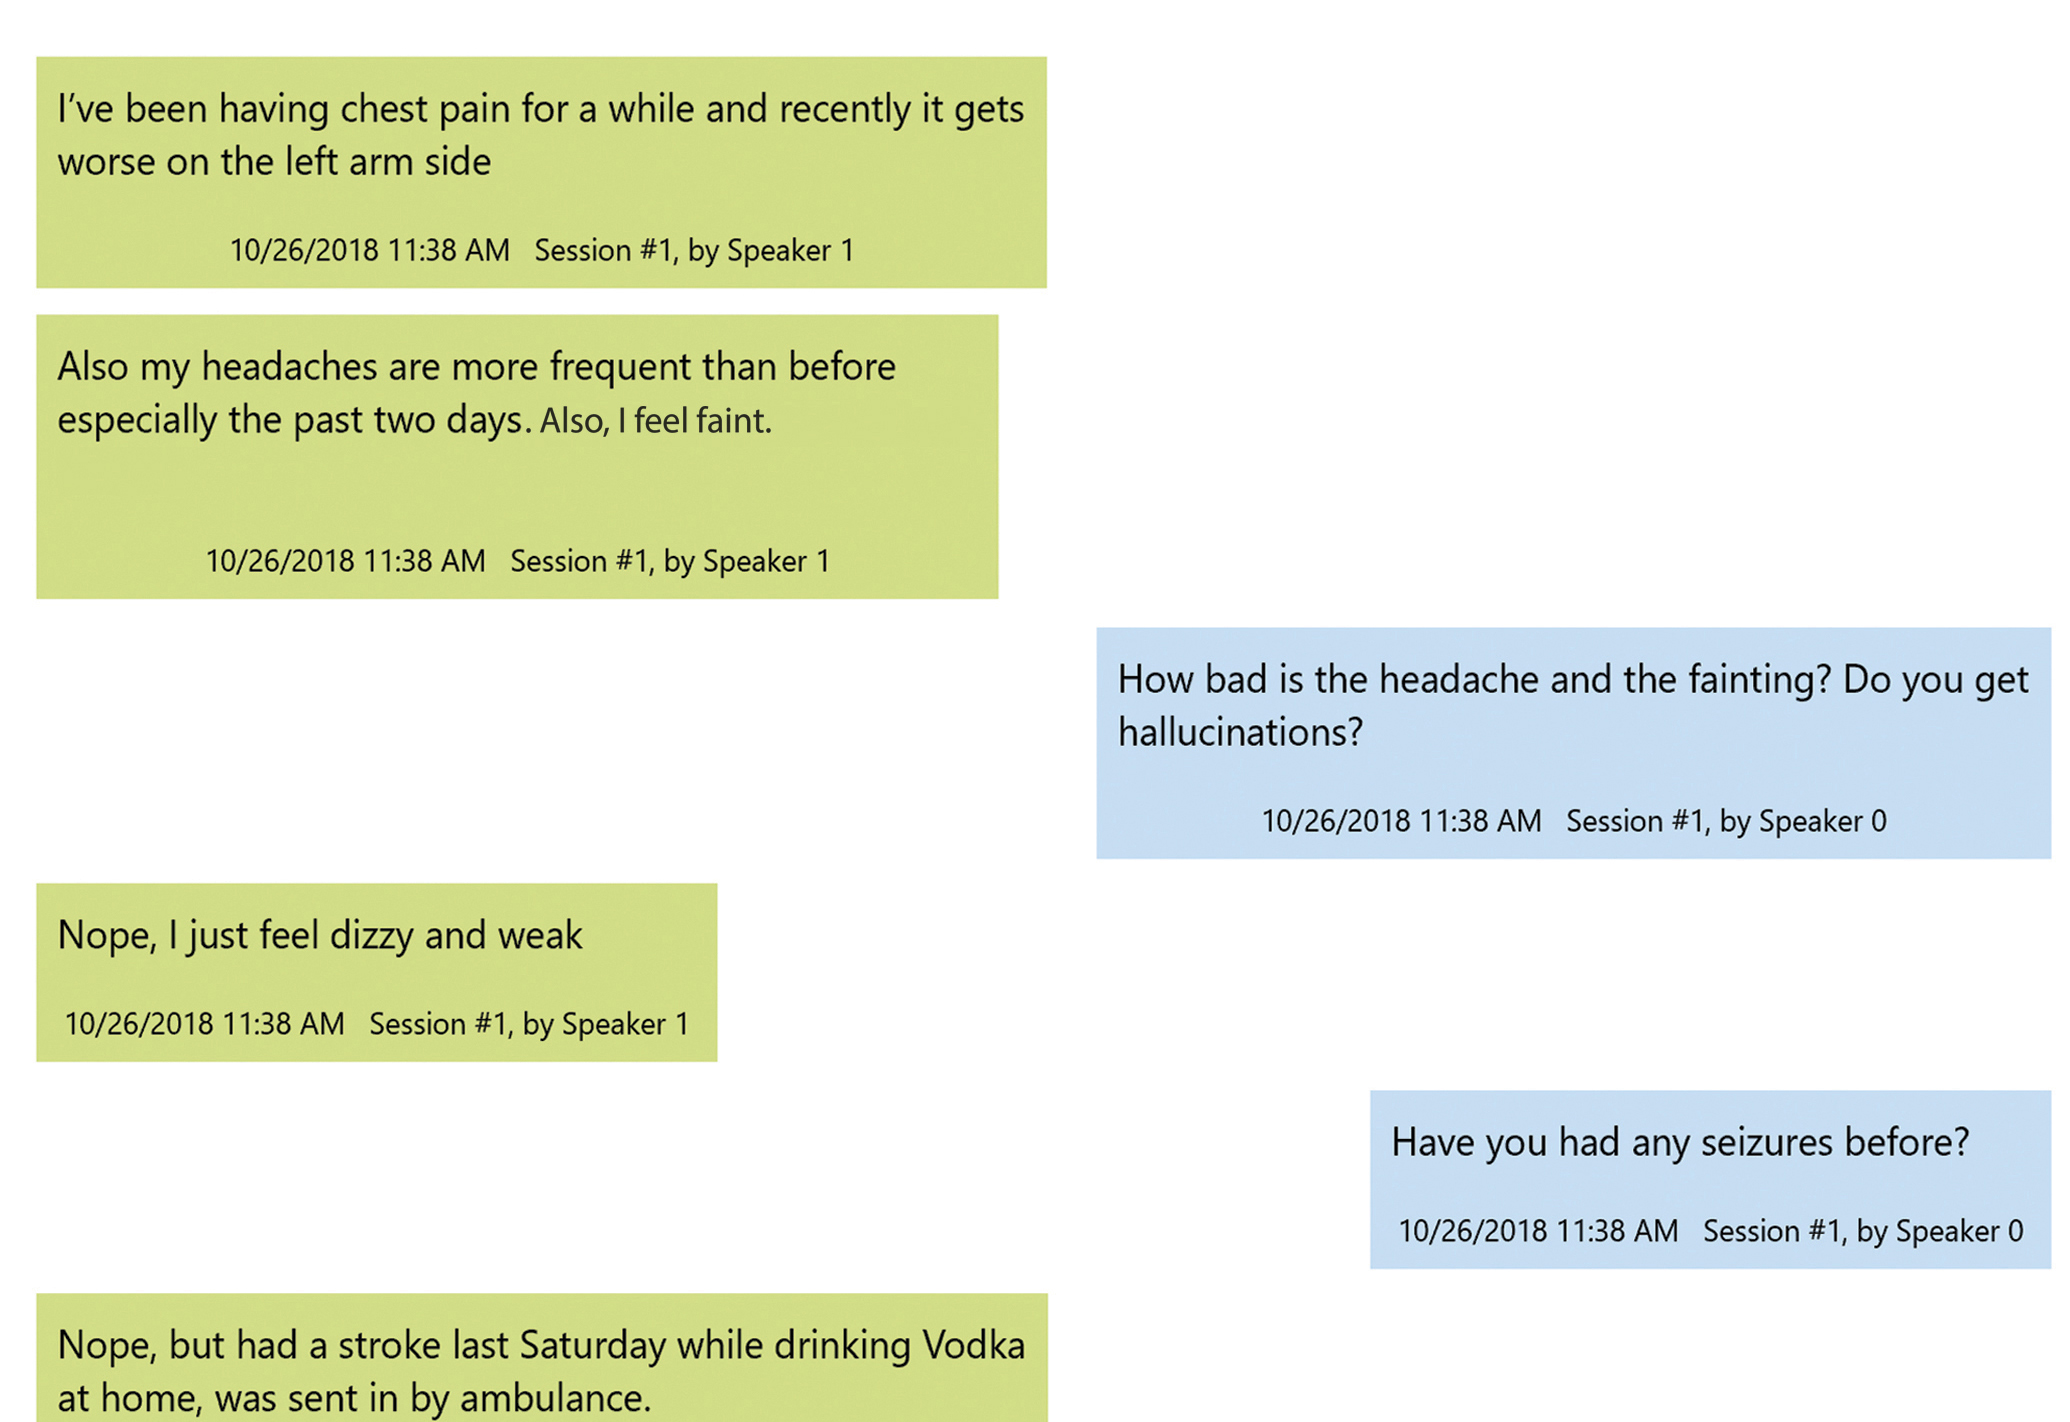 I’ve been having chest pain for a while and recently it gets
worse on the left arm side
10/26/2018 11:38 AM Session #1, by Speaker 1
Also my headaches are more frequent than before
especially the past two days. Also, I feel faint.
10/26/2018 11:38 AM Session #1, by Speaker 1
How bad is the headache and the fainting? Do you get
hallucinations?
10/26/2018 11:38 AM Session #1, by Speaker 0
Nope, I just feel dizzy and weak
10/26/2018 11:38 AM Session #1, by Speaker 1
Have you had any seizures before?
10/26/2018 11:38 AM Session #1, by Speaker 0
Nope, but had a stroke last Saturday while drinking Vodka
at home, was sent in by ambulance.